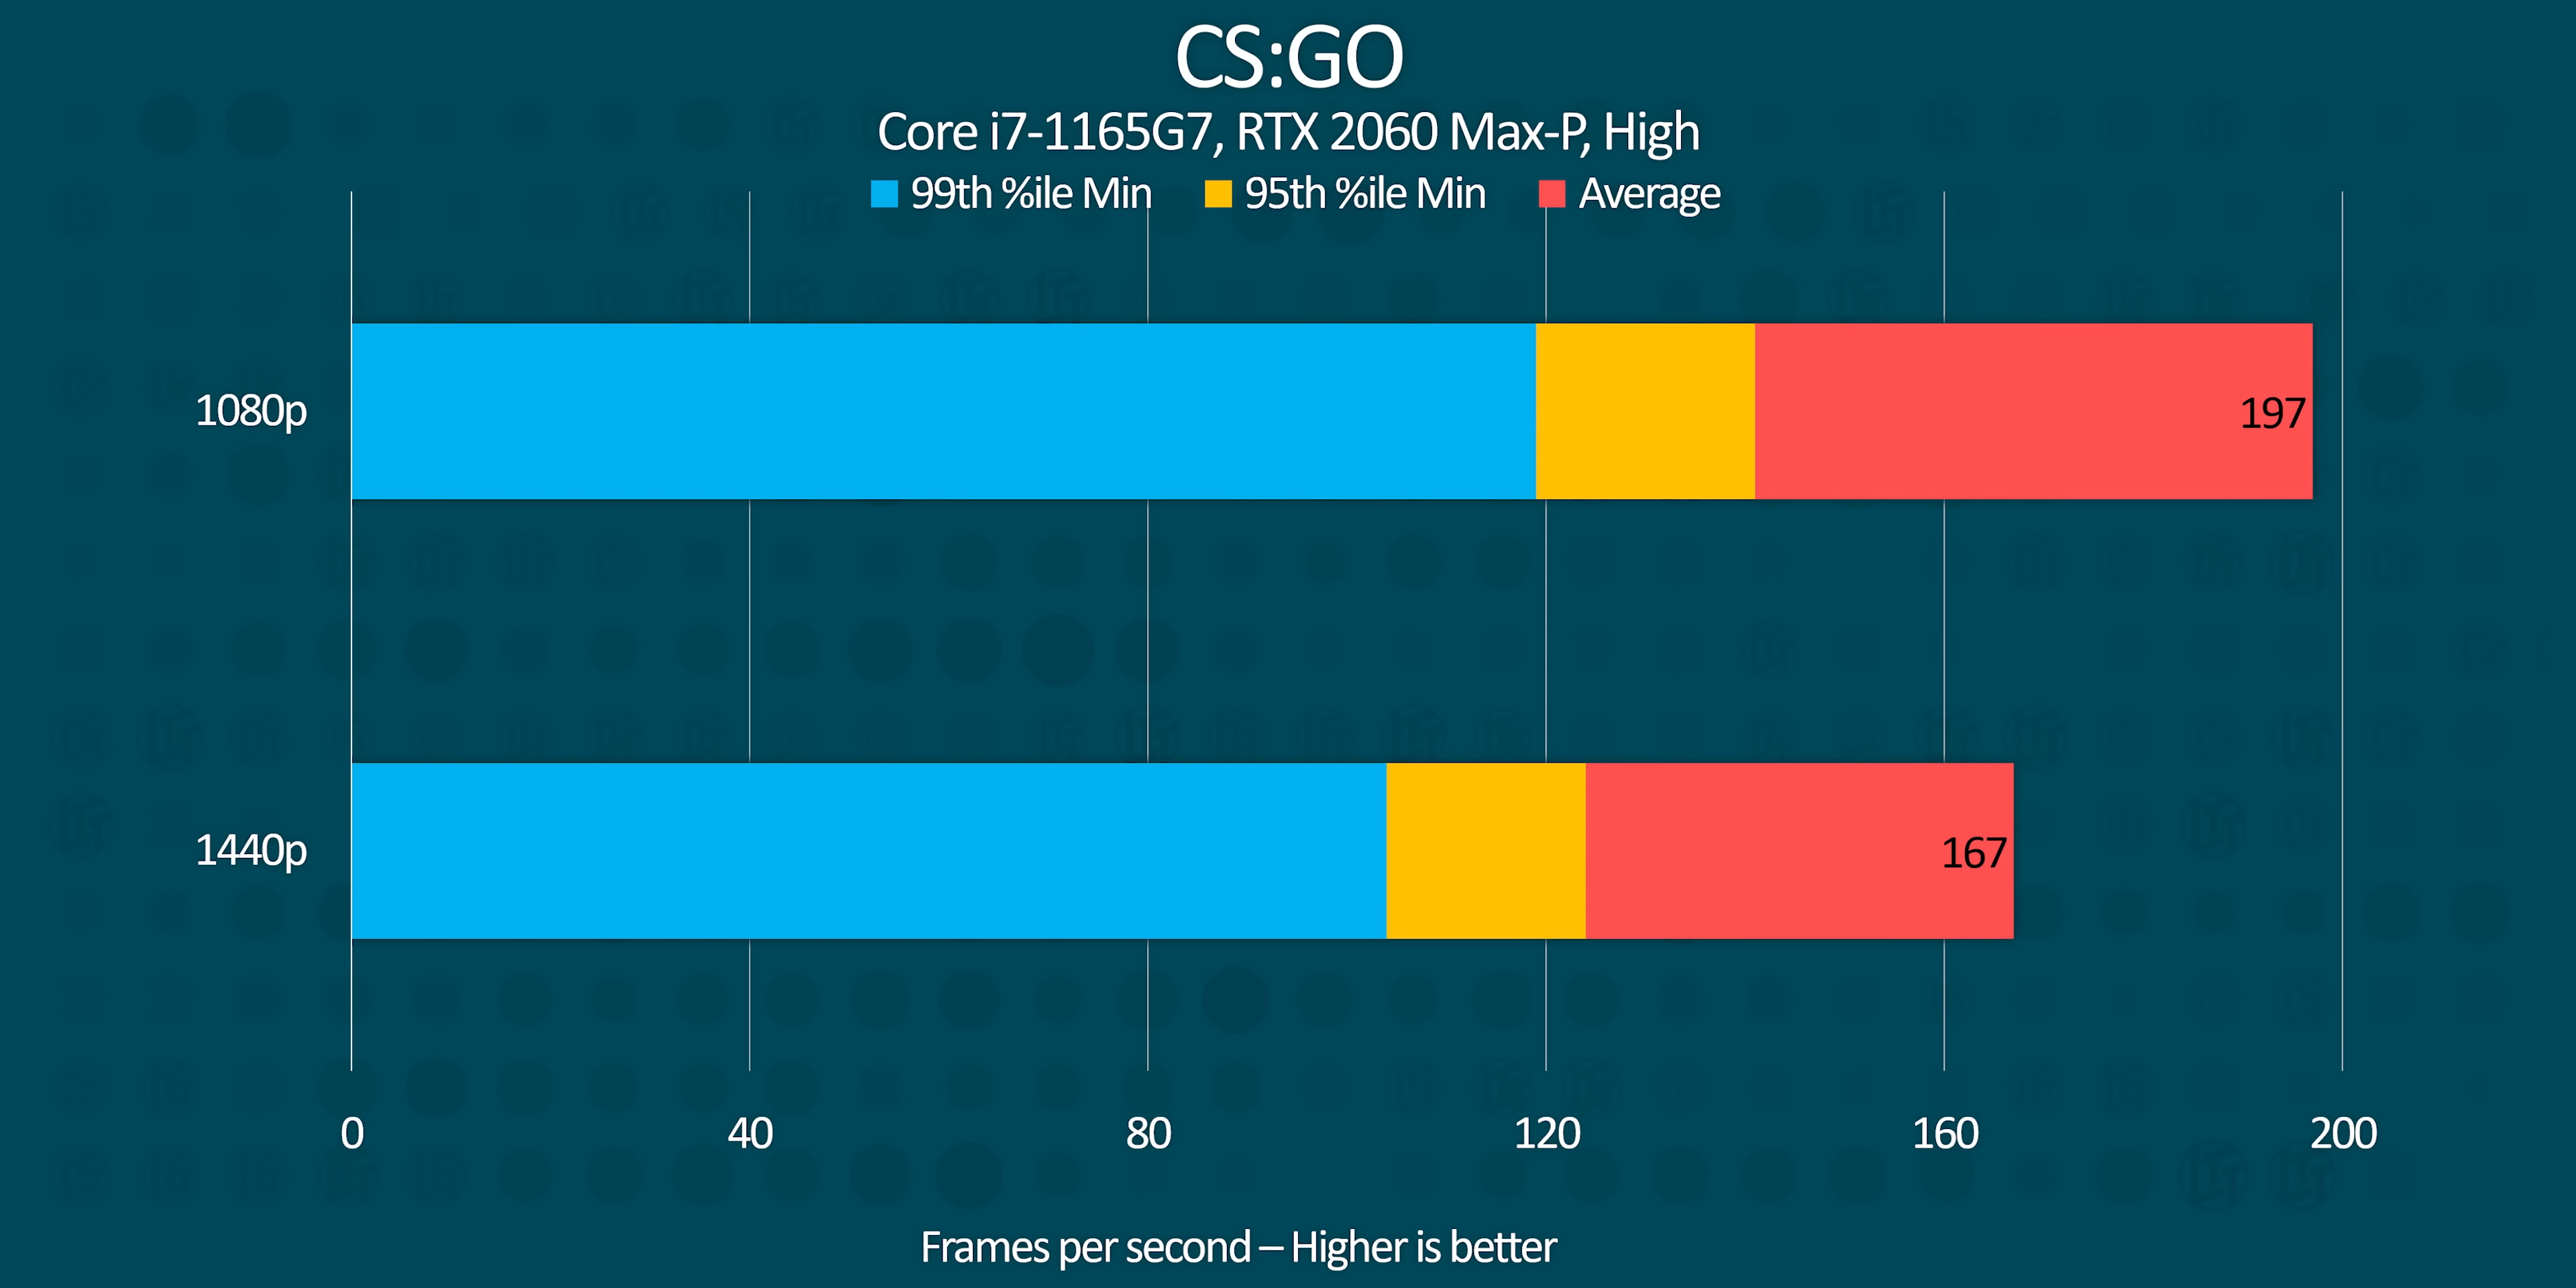 CS:GO
Core i7-1165G7, RTX 2060 Max-P, High
99th %ile Min 95th %ile Min Average
1080p 197
1440p 167
0 40 80 120 160 200
Frames per second – Higher is better